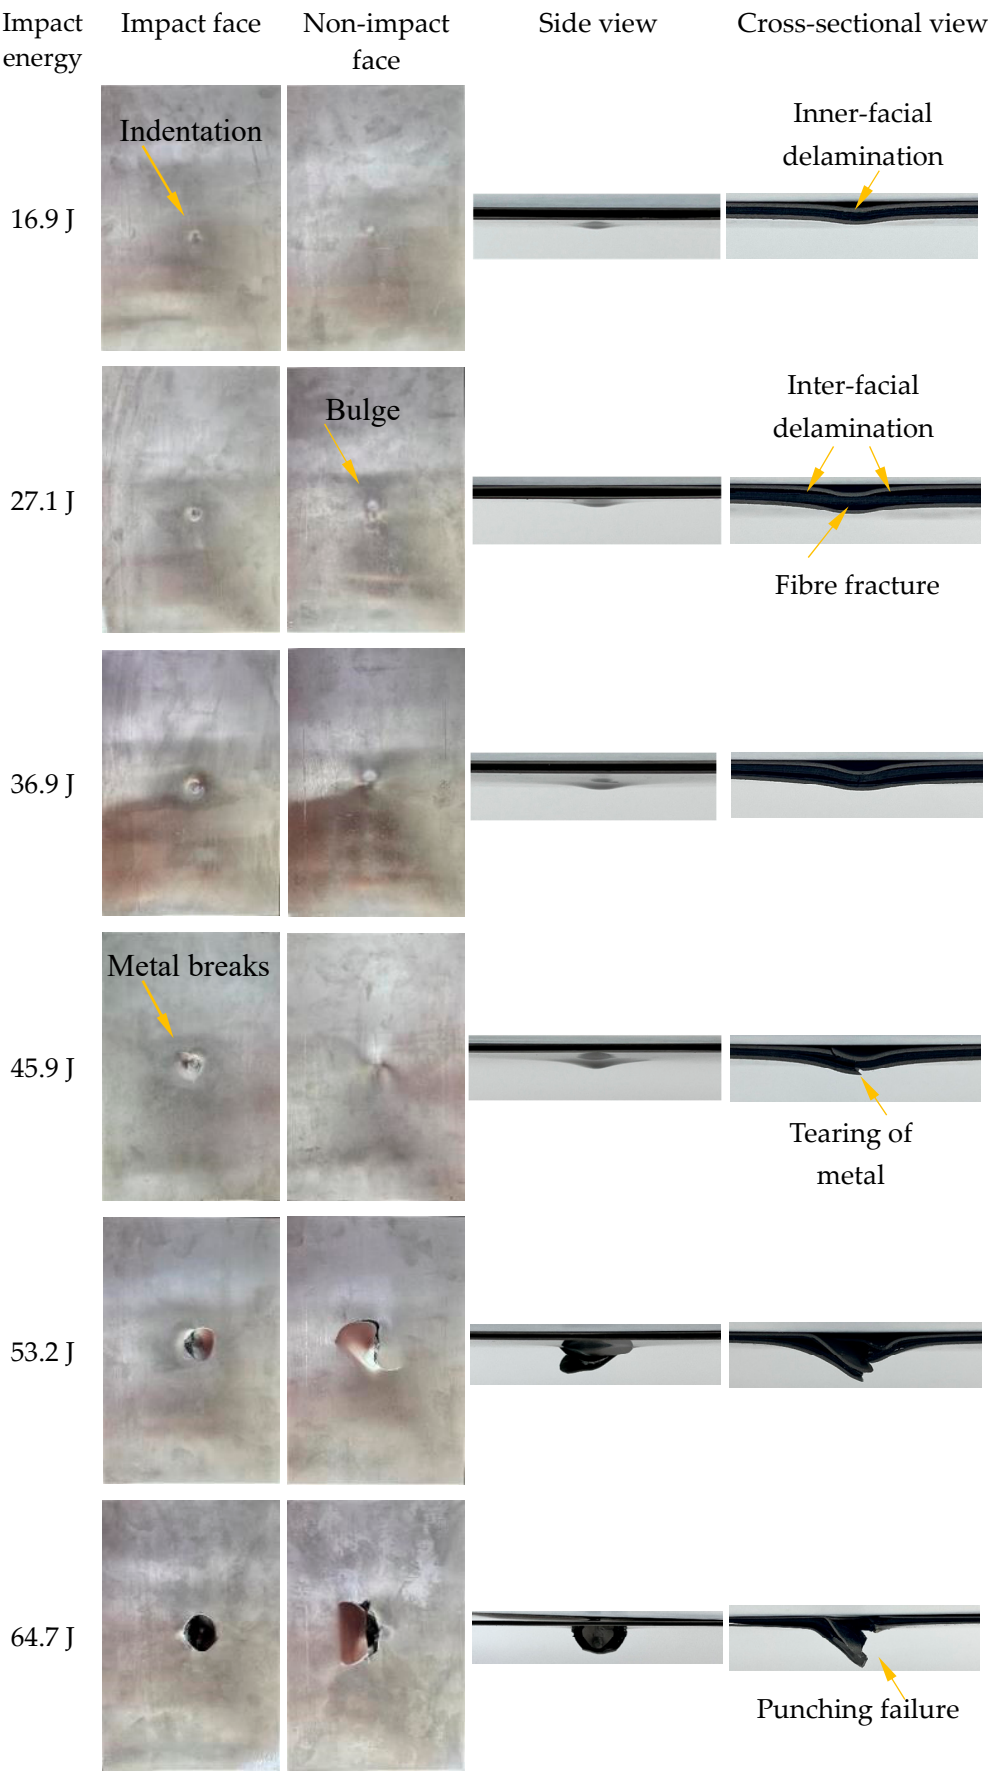 Impact energy
Impact face
Non-impact face
Side view
Cross-sectional view
16.9 J
Indentation
Inner-facial
delamination
27.1 J
Bulge
Inter-facial
delamination
Fibre fracture
36.9 J
45.9 J
Metal breaks
Tearing of
metal
53.2 J
64.7 J
Punching failure